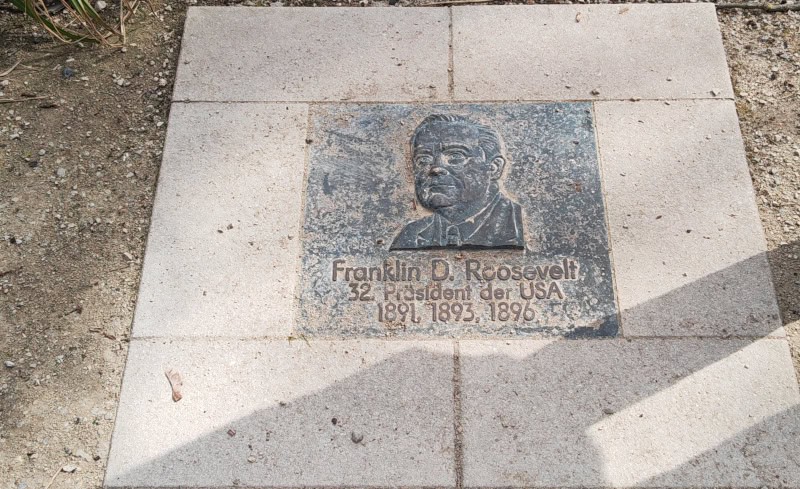 Franklin D. Roosevelt
32. Präsident der USA
1891, 1893, 1896